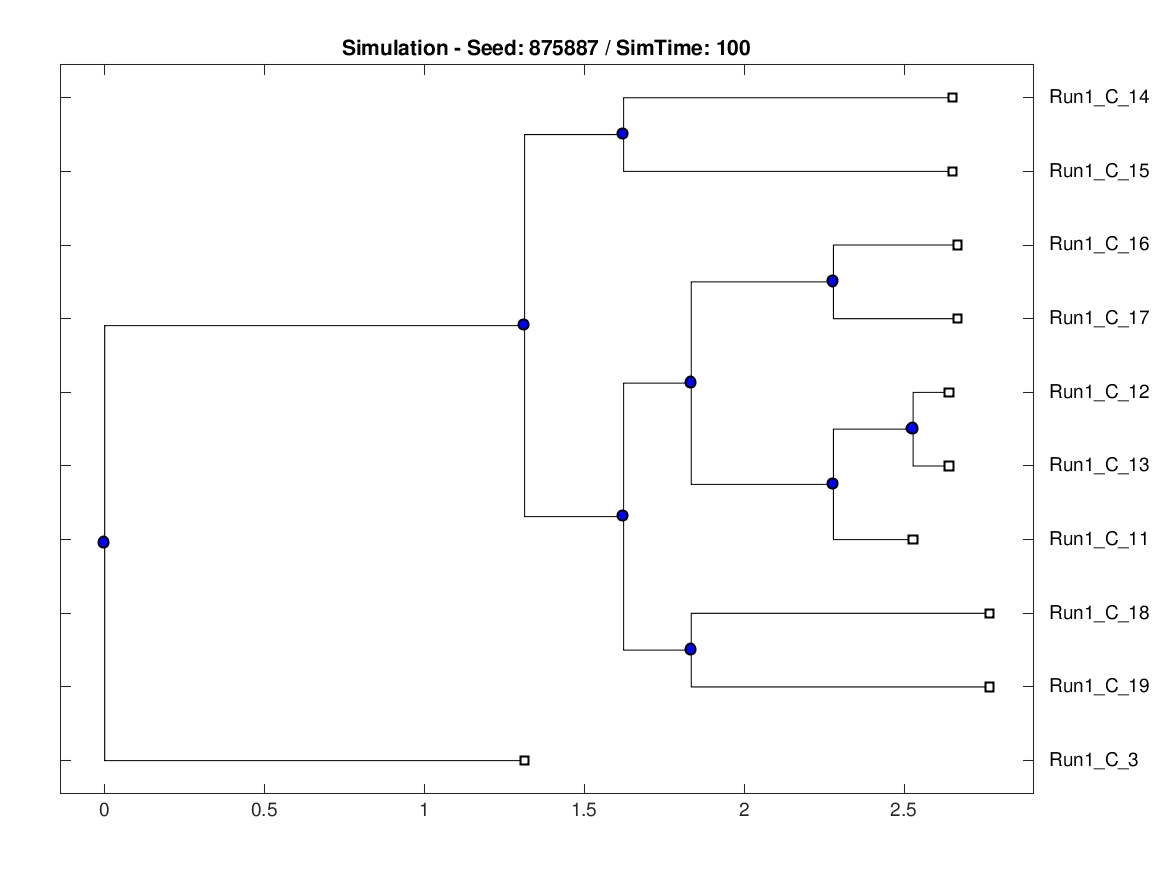 Simulation - Seed: 875887 / SimTime: 100
Run1_C_14
Run1_C_15
Run1_C_16
Run1_C_17
Run1_C_12
Run1_C_13
Run1_C_11
Run1_C_18
Run1_C_19
Run1_C_3
0 0.5 1 1.5 2 2.5